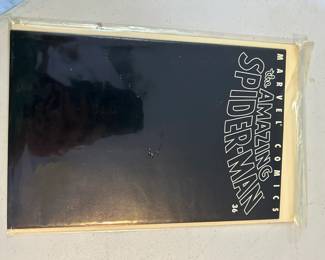 MARVEL COMICS
the AMAZING
SPIDER-MAN
36